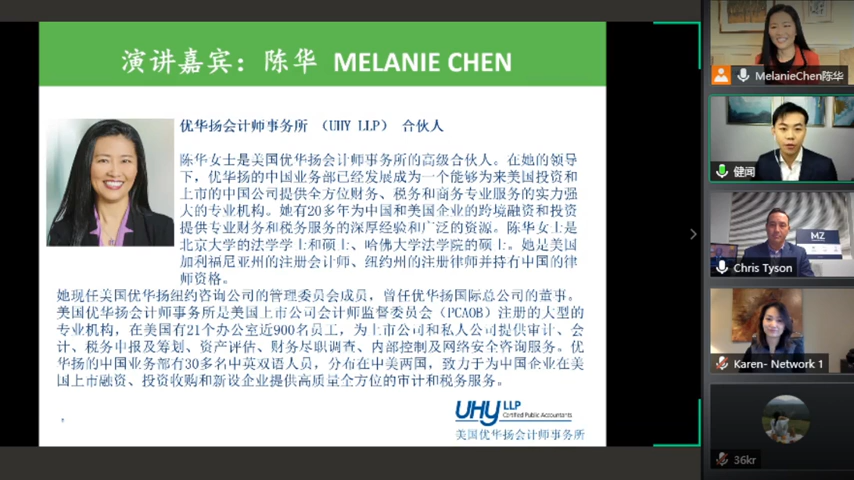 演讲嘉宾：陈华 MELANIE CHEN
优华扬会计师事务所 （UHY LLP） 合伙人
陈华女士是美国优华扬会计师事务所的高级合伙人。在她的领导
下，优华扬的中国业务部已经发展成为一个能够为来美国投资和
上市的中国公司提供全方位财务、税务和商务专业服务的实力强
大的专业机构。她有20多年为中国和美国企业的跨境融资和投资
提供专业财务和税务服务的深厚经验和广泛的资源。陈华女士是
北京大学的法学学士和硕士、哈佛大学法学院的硕士。她是美国
加利福尼亚州的注册会计师、纽约州的注册律师并持有中国的律
师资格。
她现任美国优华扬纽约咨询公司的管理委员会成员，曾任优华扬国际总公司的董事。
美国优华扬会计师事务所是美国上市公司会计师监督委员会（PCAOB）注册的大型的
专业机构，在美国有21个办公室近900名员工，为上市公司和私人公司提供审计、会
计、税务申报及筹划、资产评估、财务尽职调查、内部控制及网络安全咨询服务。优
华扬的中国业务部有30多名中英双语人员，分布在中美两国，致力于为中国企业在美
国上市融资、投资收购和新设企业提供高质量全方位的审计和税务服务。
UHY LLP
Certified Public Accountants
美国优华扬会计师事务所
MelanieChen陈华
健闻
MZ
Chris Tyson
Karen- Network 1
36kr